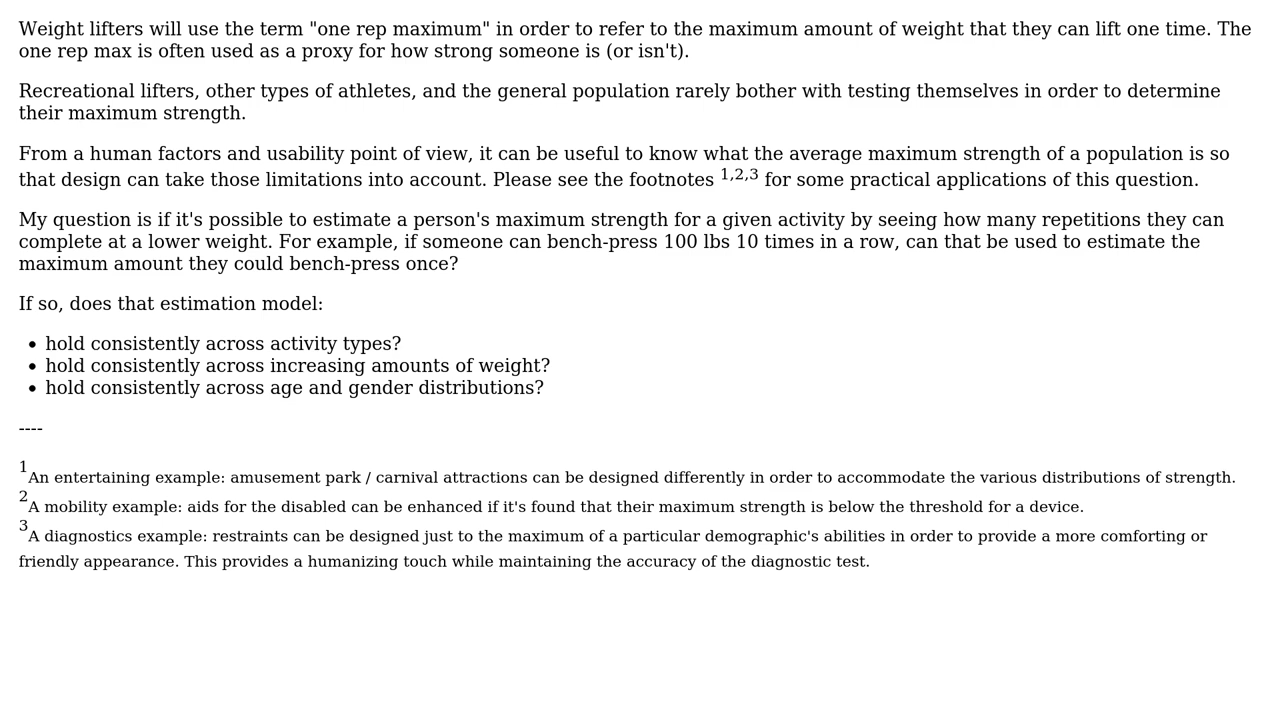 Weight lifters will use the term "one rep maximum" in order to refer to the maximum amount of weight that they can lift one time. The
one rep max is often used as a proxy for how strong someone is (or isn't).
Recreational lifters, other types of athletes, and the general population rarely bother with testing themselves in order to determine
their maximum strength.
From a human factors and usability point of view, it can be useful to know what the average maximum strength of a population is so
that design can take those limitations into account. Please see the footnotes 1,2,3 for some practical applications of this question.
My question is if it's possible to estimate a person's maximum strength for a given activity by seeing how many repetitions they can
complete at a lower weight. For example, if someone can bench-press 100 lbs 10 times in a row, can that be used to estimate the
maximum amount they could bench-press once?
If so, does that estimation model:
• hold consistently across activity types?
• hold consistently across increasing amounts of weight?
• hold consistently across age and gender distributions?
----
1An entertaining example: amusement park / carnival attractions can be designed differently in order to accommodate the various distributions of strength.
2A mobility example: aids for the disabled can be enhanced if it's found that their maximum strength is below the threshold for a device.
3A diagnostics example: restraints can be designed just to the maximum of a particular demographic's abilities in order to provide a more comforting or
friendly appearance. This provides a humanizing touch while maintaining the accuracy of the diagnostic test.